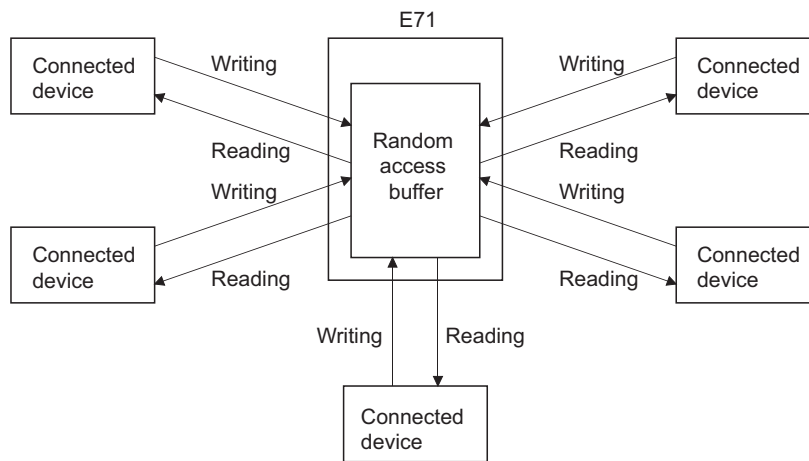 E71
Connected
device
Writing
Reading
Writing
Reading
Connected
device
Random
access
buffer
Connected
device
Writing
Reading
Writing
Reading
Connected
device
Writing
Reading
Connected
device